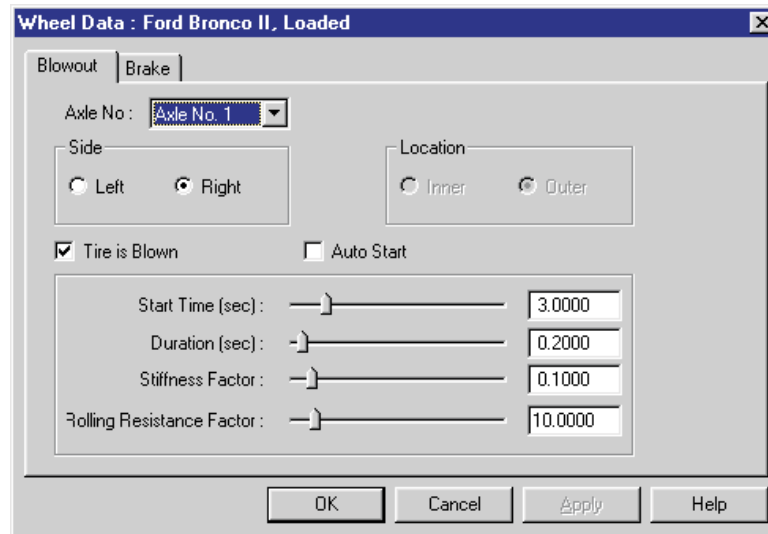 Wheel Data : Ford Bronco II, Loaded
Blowout Brake
Axle No : Axle No. 1
Side Location
Left Right Inner Outer
Tire is Blown Auto Start
Start Time (sec) : 3.0000
Duration (sec) : 0.2000
Stiffness Factor : 0.1000
Rolling Resistance Factor : 10.0000
OK Cancel Apply Help